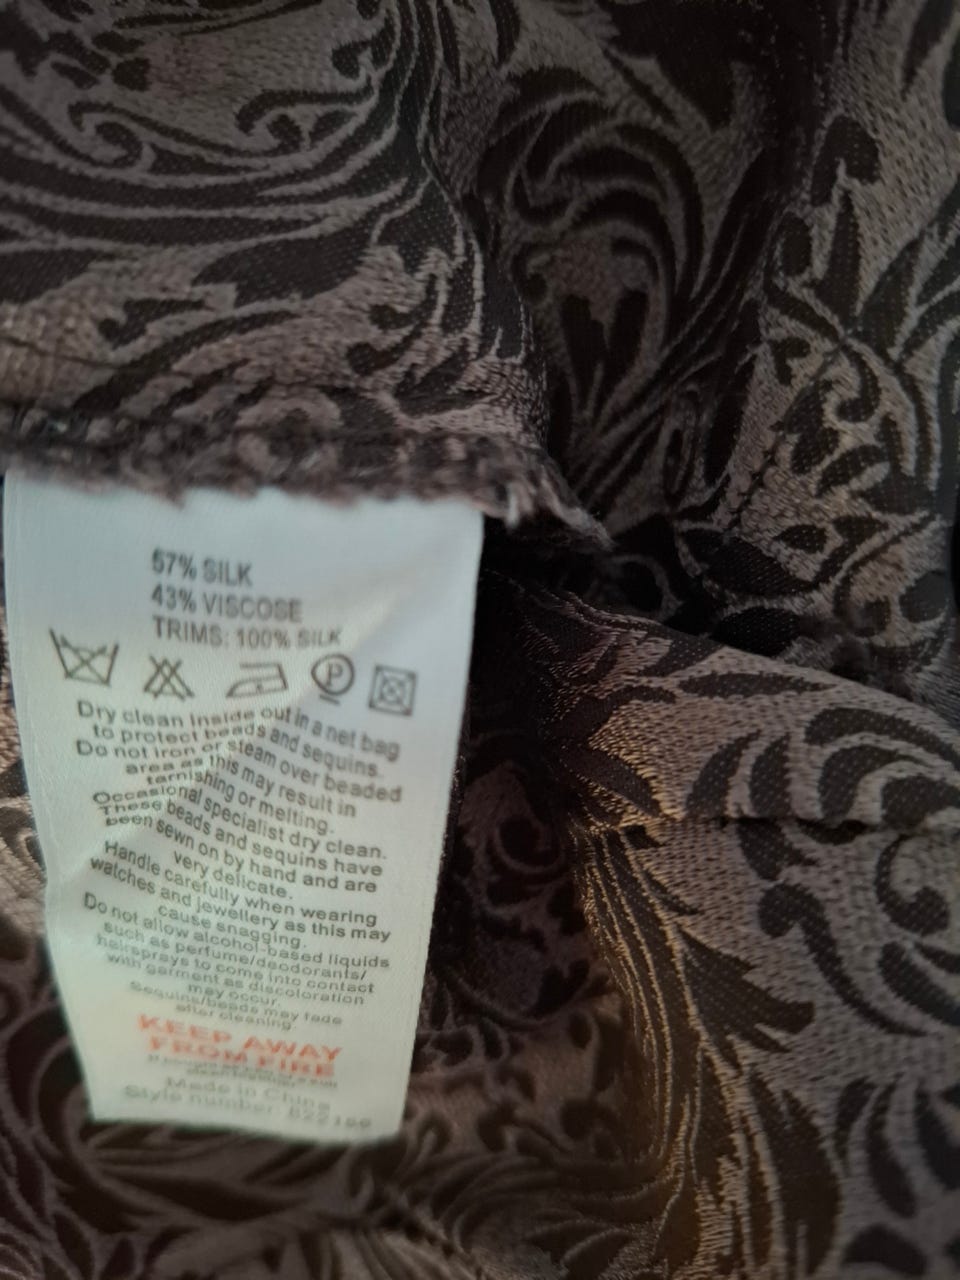 57% SILK
43% VISCOSE
TRIMS: 100% SILK
P
Dry clean inside out in a net bag
to protect beads and sequins.
Do not iron or steam over beaded
area as this may result in
tarnishing or melting.
Occasional specialist dry clean.
These beads and sequins have
been sewn on by hand and are
very delicate.
Handle carefully when wearing
watches and jewellery as this may
cause snagging.
Do not allow alcohol-based liquids
such as perfume/deodorants/
hairsprays to come into contact
with garment as discoloration
may occur.
Sequins/beads may fade
after cleaning.
KEEP AWAY
FROM FIRE
Made in China
Style number: